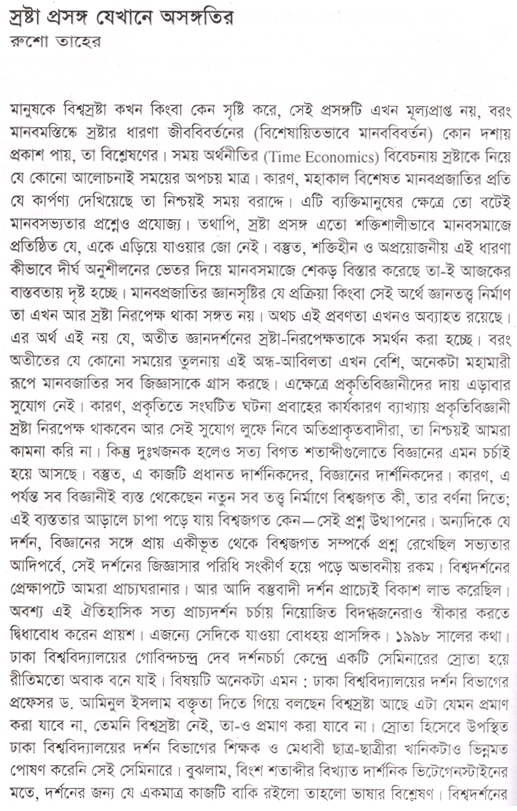 স্রষ্টা প্রসঙ্গ যেখানে অসঙ্গতির
রুশো তাহের
মানুষকে বিশ্বস্রষ্টা কখন কিংবা কেন সৃষ্টি করে, সেই প্রসঙ্গটি এখন মূল্যপ্রাপ্ত নয়, বরং
মানবমস্তিষ্কে স্রষ্টার ধারণা জীববিবর্তনের (বিশেষায়িতভাবে মানববিবর্তন) কোন দশায়
প্রকাশ পায়, তা বিশ্লেষণের। সময় অর্থনীতির (Time Economics) বিবেচনায় স্রষ্টাকে নিয়ে
যে কোনো আলোচনাই সময়ের অপচয় মাত্র। কারণ, মহাকাল বিশেষত মানবপ্রজাতির প্রতি
যে কার্পণ্য দেখিয়েছে তা নিশ্চয়ই সময় বরাদ্দে। এটি ব্যক্তিমানুষের ক্ষেত্রে তো বটেই
মানবসভ্যতার প্রশ্নেও প্রযোজ্য। তথাপি, স্রষ্টা প্রসঙ্গ এতো শক্তিশালীভাবে মানবসমাজে
প্রতিষ্ঠিত যে, একে এড়িয়ে যাওয়ার জো নেই। বস্তুত, শক্তিহীন ও অপ্রয়োজনীয় এই ধারণা
কীভাবে দীর্ঘ অনুশীলনের ভেতর দিয়ে মানবসমাজে শেকড় বিস্তার করেছে তা-ই আজকের
বাস্তবতায় দৃষ্ট হচ্ছে। মানবপ্রজাতির জ্ঞানসৃষ্টির যে প্রক্রিয়া কিংবা সেই অর্থে জ্ঞানতত্ত্ব নির্মাণ
তা এখন আর স্রষ্টা নিরপেক্ষ থাকা সঙ্গত নয়। অথচ এই প্রবণতা এখনও অব্যাহত রয়েছে।
এর অর্থ এই নয় যে, অতীত জ্ঞানদর্শনের স্রষ্টা-নিরপেক্ষতাকে সমর্থন করা হচ্ছে। বরং
অতীতের যে কোনো সময়ের তুলনায় এই অন্ধ-আবিলতা এখন বেশি, অনেকটা মহামারী
রূপে মানবজাতির সব জিজ্ঞাসাকে গ্রাস করছে। এক্ষেত্রে প্রকৃতিবিজ্ঞানীদের দায় এড়াবার
সুযোগ নেই। কারণ, প্রকৃতিতে সংঘটিত ঘটনা প্রবাহের কার্যকারণ ব্যাখ্যায় প্রকৃতিবিজ্ঞানী
স্রষ্টা নিরপেক্ষ থাকবেন আর সেই সুযোগ লুফে নিবে অতিপ্রাকৃতবাদীরা, তা নিশ্চয়ই আমরা
কামনা করি না। কিন্তু দুঃখজনক হলেও সত্য বিগত শতাব্দীগুলোতে বিজ্ঞানের এমন চর্চাই
হয়ে আসছে। বস্তুত, এ কাজটি প্রধানত দার্শনিকদের, বিজ্ঞানের দার্শনিকদের। কারণ, এ
পর্যন্ত সব বিজ্ঞানীই ব্যস্ত থেকেছেন নতুন সব তত্ত্ব নির্মাণে বিশ্বজগত কী, তার বর্ণনা দিতে;
এই ব্যস্ততার আড়ালে চাপা পড়ে যায় বিশ্বজগত কেন—সেই প্রশ্ন উত্থাপনের। অন্যদিকে যে
দর্শন, বিজ্ঞানের সঙ্গে প্রায় একীভূত থেকে বিশ্বজগত সম্পর্কে প্রশ্ন রেখেছিল সভ্যতার
আদিপর্বে, সেই দর্শনের জিজ্ঞাসার পরিধি সংকীর্ণ হয়ে পড়ে অভাবনীয় রকম। বিশ্বদর্শনের
প্রেক্ষাপটে আমরা প্রাচ্যঘরানার। আর আদি বস্তুবাদী দর্শন প্রাচ্যেই বিকাশ লাভ করেছিল।
অবশ্য এই ঐতিহাসিক সত্য প্রাচ্যদর্শন চর্চায় নিয়োজিত বিদগ্ধজনেরাও স্বীকার করতে
দ্বিধাবোধ করেন প্রায়শ। এজন্যে সেদিকে যাওয়া বোধহয় প্রাসঙ্গিক। ১৯৯৮ সালের কথা।
ঢাকা বিশ্ববিদ্যালয়ের গোবিন্দচন্দ্র দেব দর্শনচর্চা কেন্দ্রে একটি সেমিনারের স্রোতা হয়ে
রীতিমতো অবাক বনে যাই। বিষয়টি অনেকটা এমন : ঢাকা বিশ্ববিদ্যালয়ের দর্শন বিভাগের
প্রফেসর ড. আমিনুল ইসলাম বক্তৃতা দিতে গিয়ে বলছেন বিশ্বস্রষ্টা আছে এটা যেমন প্রমাণ
করা যাবে না, তেমনি বিশ্বস্রষ্টা নেই, তা-ও প্রমাণ করা যাবে না। স্রোতা হিসেবে উপস্থিত
ঢাকা বিশ্ববিদ্যালয়ের দর্শন বিভাগের শিক্ষক ও মেধাবী ছাত্র-ছাত্রীরা খানিকটাও ভিন্নমত
পোষণ করেনি সেই সেমিনারে। বুঝলাম, বিংশ শতাব্দীর বিখ্যাত দার্শনিক ভিটেগেনস্টাইনের
মতে, দর্শনের জন্য যে একমাত্র কাজটি বাকি রইলো তাহলো ভাষার বিশ্লেষণ। বিশ্বদর্শনের